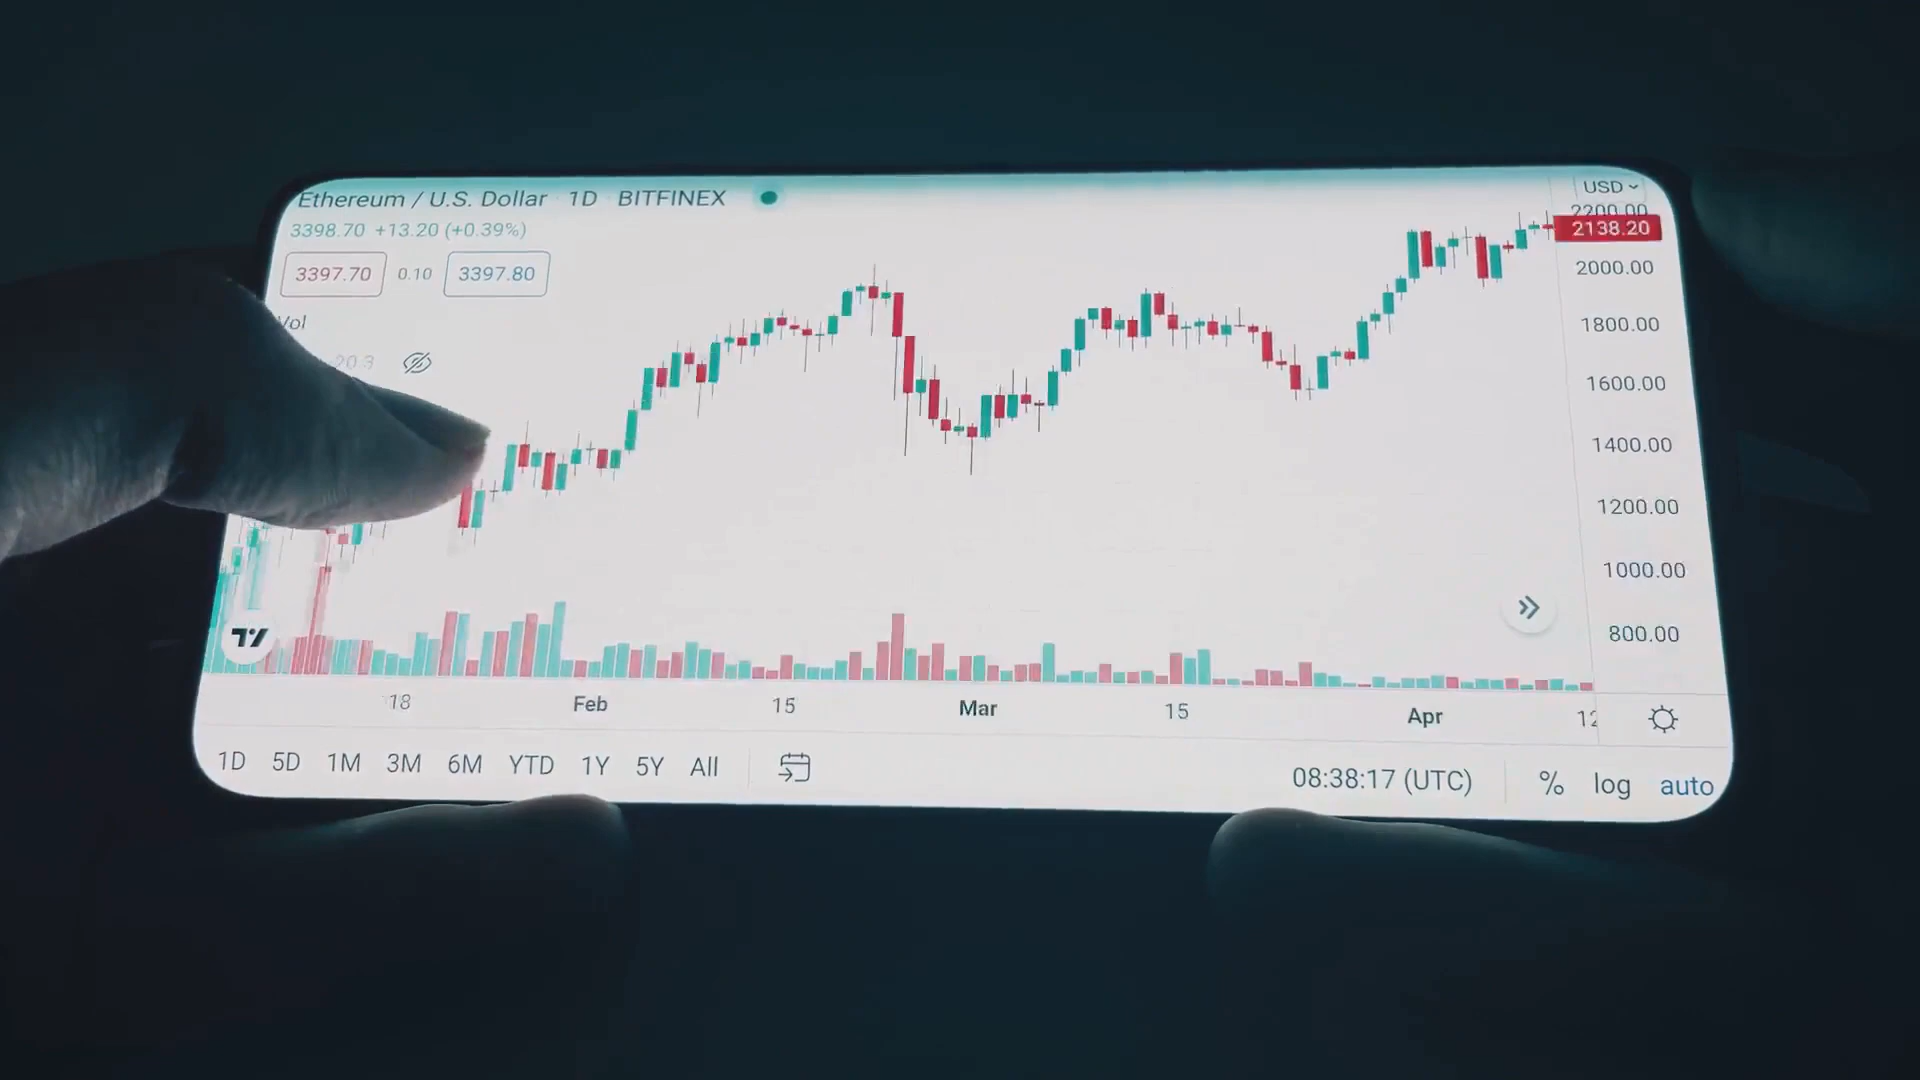 Ethereum / U.S. Dollar · 1D · BITFINEX
USD
3398.70 +13.20 (+0.39%)
3397.70 0.10 3397.80
Vol
20.3
2200.00
2138.20
2000.00
1800.00
1600.00
1400.00
1200.00
1000.00
800.00
18 Feb 15 Mar 15 Apr 12
1D 5D 1M 3M 6M YTD 1Y 5Y All
08:38:17 (UTC) % log auto